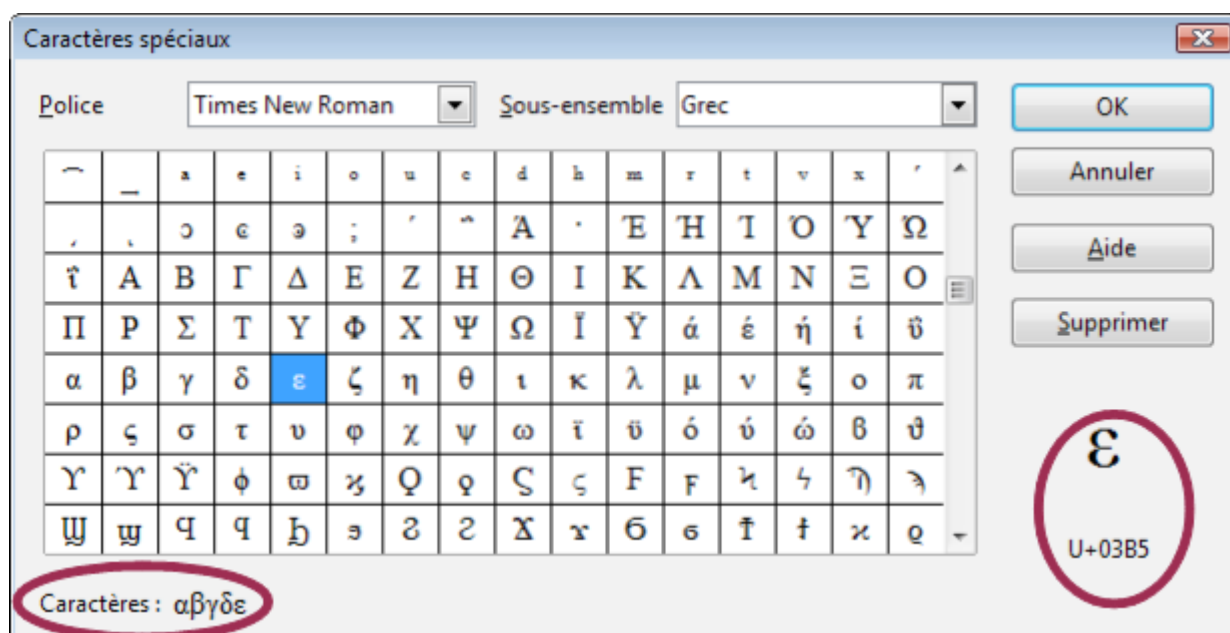 Caractères spéciaux
Police Times New Roman Sous-ensemble Grec OK
a e i o u c d h m r t v x Annuler
ͻ ͼ ͽ ; ΄ ΅ Ά · Έ Ή Ί Ό Ύ Ώ
Aide
ΐ Α Β Γ Δ Ε Ζ Η Θ Ι Κ Λ Μ Ν Ξ Ο
Π Ρ Σ Τ Υ Φ Χ Ψ Ω Ϊ Ϋ ά έ ή ί ΰ Supprimer
α β γ δ ε ζ η θ ι κ λ μ ν ξ ο π
ρ ς σ τ υ φ χ ψ ω ϊ ϋ ό ύ ώ ϐ ϑ
ε
ϒ ϓ ϔ ϕ ϖ ϗ Ϙ ϙ Ϛ ϛ Ϝ ϝ Ϟ ϟ Ϡ ϡ
Ϣ ϣ Ϥ ϥ Ϧ ϧ Ϩ ϩ Ϫ ϫ Ϭ ϭ Ϯ ϯ ϰ ϱ
U+03B5
Caractères : αβγδε